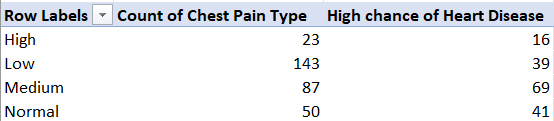 Row Labels Count of Chest Pain Type High chance of Heart Disease
High 23 16
Low 143 39
Medium 87 69
Normal 50 41